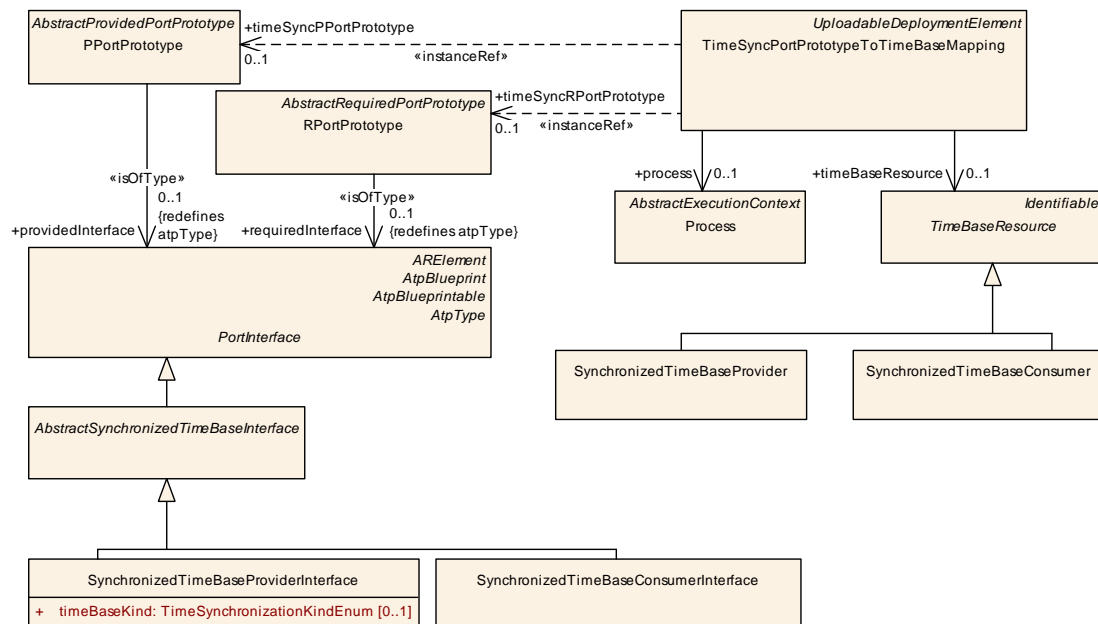 AbstractProvidedPortPrototype
PPortPrototype
+timeSyncPPortPrototype
0..1
«instanceRef»
UploadableDeploymentElement
TimeSyncPortPrototypeToTimeBaseMapping
AbstractRequiredPortPrototype
RPortPrototype
+timeSyncRPortPrototype
0..1
«instanceRef»
«isOfType»
0..1
{redefines
atpType}
+providedInterface
«isOfType»
0..1
{redefines atpType}
+requiredInterface
+process
0..1
+timeBaseResource
0..1
AbstractExecutionContext
Process
Identifiable
TimeBaseResource
ARElement
AtpBlueprint
AtpBlueprintable
AtpType
PortInterface
SynchronizedTimeBaseProvider
SynchronizedTimeBaseConsumer
AbstractSynchronizedTimeBaseInterface
SynchronizedTimeBaseProviderInterface
+ timeBaseKind: TimeSynchronizationKindEnum [0..1]
SynchronizedTimeBaseConsumerInterface